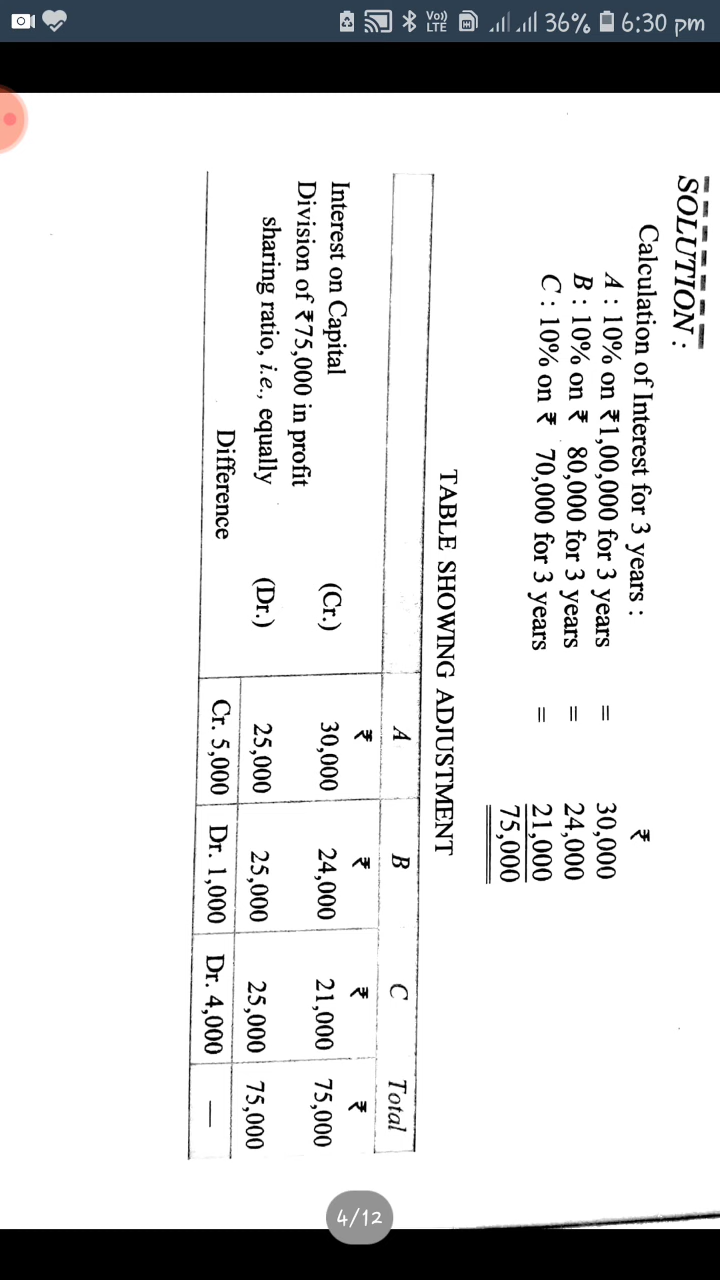 Vo))
LTE
36% 6:30 pm
SOLUTION :
Calculation of Interest for 3 years : ₹
A : 10% on ₹1,00,000 for 3 years = 30,000
B : 10% on ₹ 80,000 for 3 years = 24,000
C : 10% on ₹ 70,000 for 3 years = 21,000
75,000
TABLE SHOWING ADJUSTMENT
A B C Total
₹ ₹ ₹ ₹
Interest on Capital (Cr.) 30,000 24,000 21,000 75,000
Division of ₹75,000 in profit
sharing ratio, i.e., equally (Dr.) 25,000 25,000 25,000 75,000
Difference Cr. 5,000 Dr. 1,000 Dr. 4,000 —
4/12